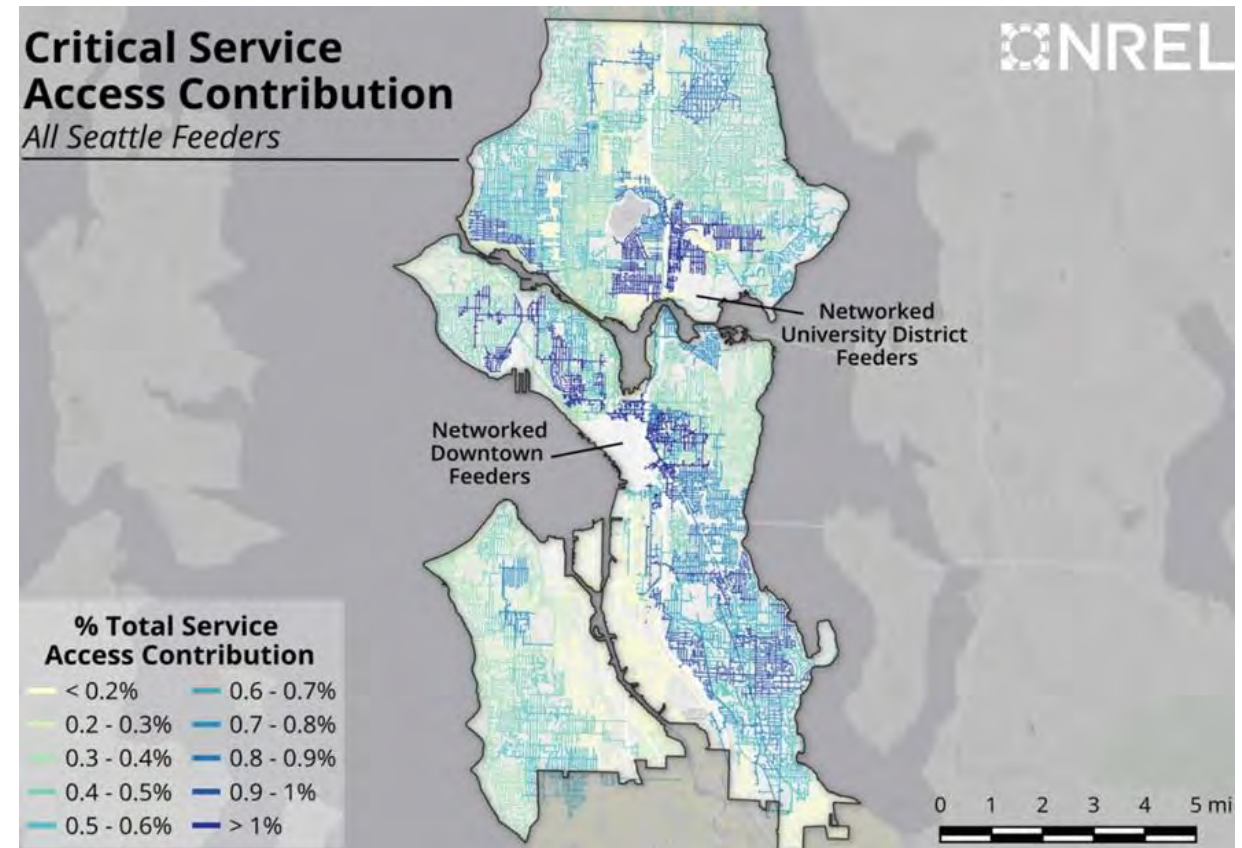 Critical Service
Access Contribution
All Seattle Feeders
NREL
Networked
University District
Feeders
Networked
Downtown
Feeders
% Total Service
Access Contribution
< 0.2%
0.2 - 0.3%
0.3 - 0.4%
0.4 - 0.5%
0.5 - 0.6%
0.6 - 0.7%
0.7 - 0.8%
0.8 - 0.9%
0.9 - 1%
> 1%
0 1 2 3 4 5 mi